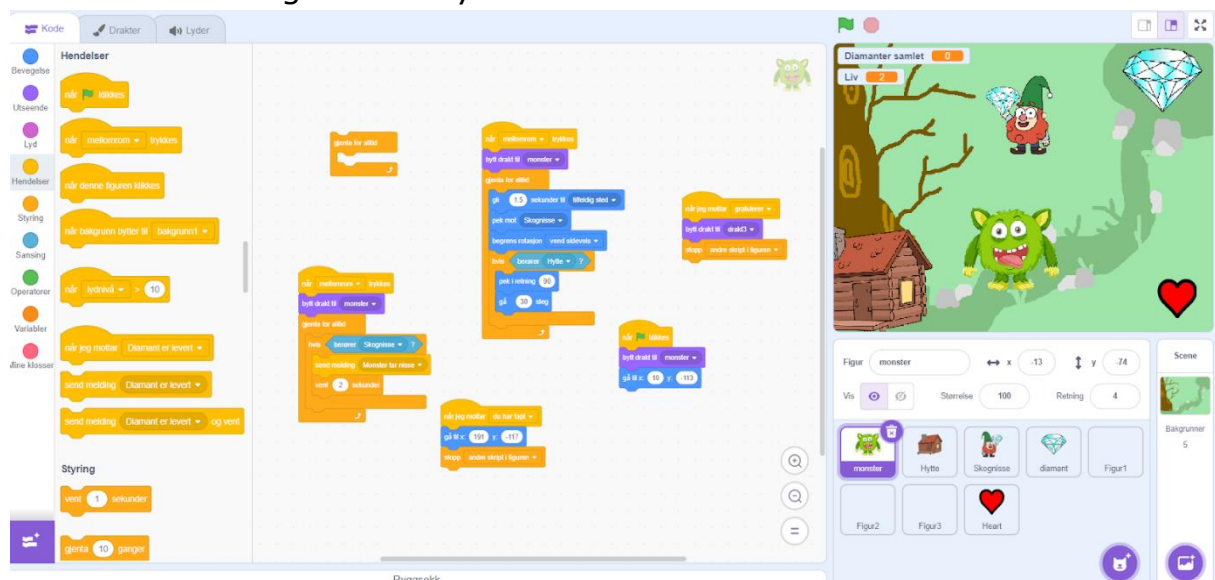 Kode
Drakter
Lyder
Bevegelse
Utseende
Lyd
Hendelser
Styring
Sansing
Operatorer
Variabler
Mine klosser
Hendelser
når klikkes
når mellomrom trykkes
når denne figuren klikkes
når bakgrunn bytter til bakgrunn1
når lydnivå > 10
når jeg mottar Diamant er levert
send melding Diamant er levert
send melding Diamant er levert og vent
Styring
vent 1 sekunder
gjenta 10 ganger
gjenta for alltid
når mellomrom trykkes
bytt drakt til monster
gjenta for alltid
gli 1.5 sekunder til tilfeldig sted
pek mot Skognisse
begrens rotasjon vend sideveis
hvis berører Hytte ?
pek i retning 90
gå 30 steg
når jeg mottar gratulerer
bytt drakt til drakt3
stopp andre skript i figuren
når mellomrom trykkes
bytt drakt til monster
gjenta for alltid
hvis berører Skognisse ?
send melding Monster tar nisse
vent 2 sekunder
når klikkes
bytt drakt til monster
gå til x: 10 y: -113
når jeg mottar du har tapt
gå til x: 191 y: -117
stopp andre skript i figuren
Diamanter samlet 0
Liv 2
Figur monster x -13 y -74
Vis Størrelse 100 Retning 4
monster
Hytte
Skognisse
diamant
Figur1
Figur2
Figur3
Heart
Scene
Bakgrunner
5